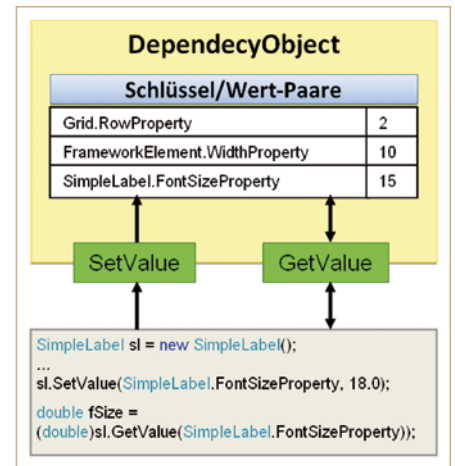 DependecyObject
Schlüssel/Wert-Paare
Grid.RowProperty 2
FrameworkElement.WidthProperty 10
SimpleLabel.FontSizeProperty 15
SetValue GetValue
SimpleLabel sl = new SimpleLabel();
...
sl.SetValue(SimpleLabel.FontSizeProperty, 18.0);
double fSize =
(double)sl.GetValue(SimpleLabel.FontSizeProperty));